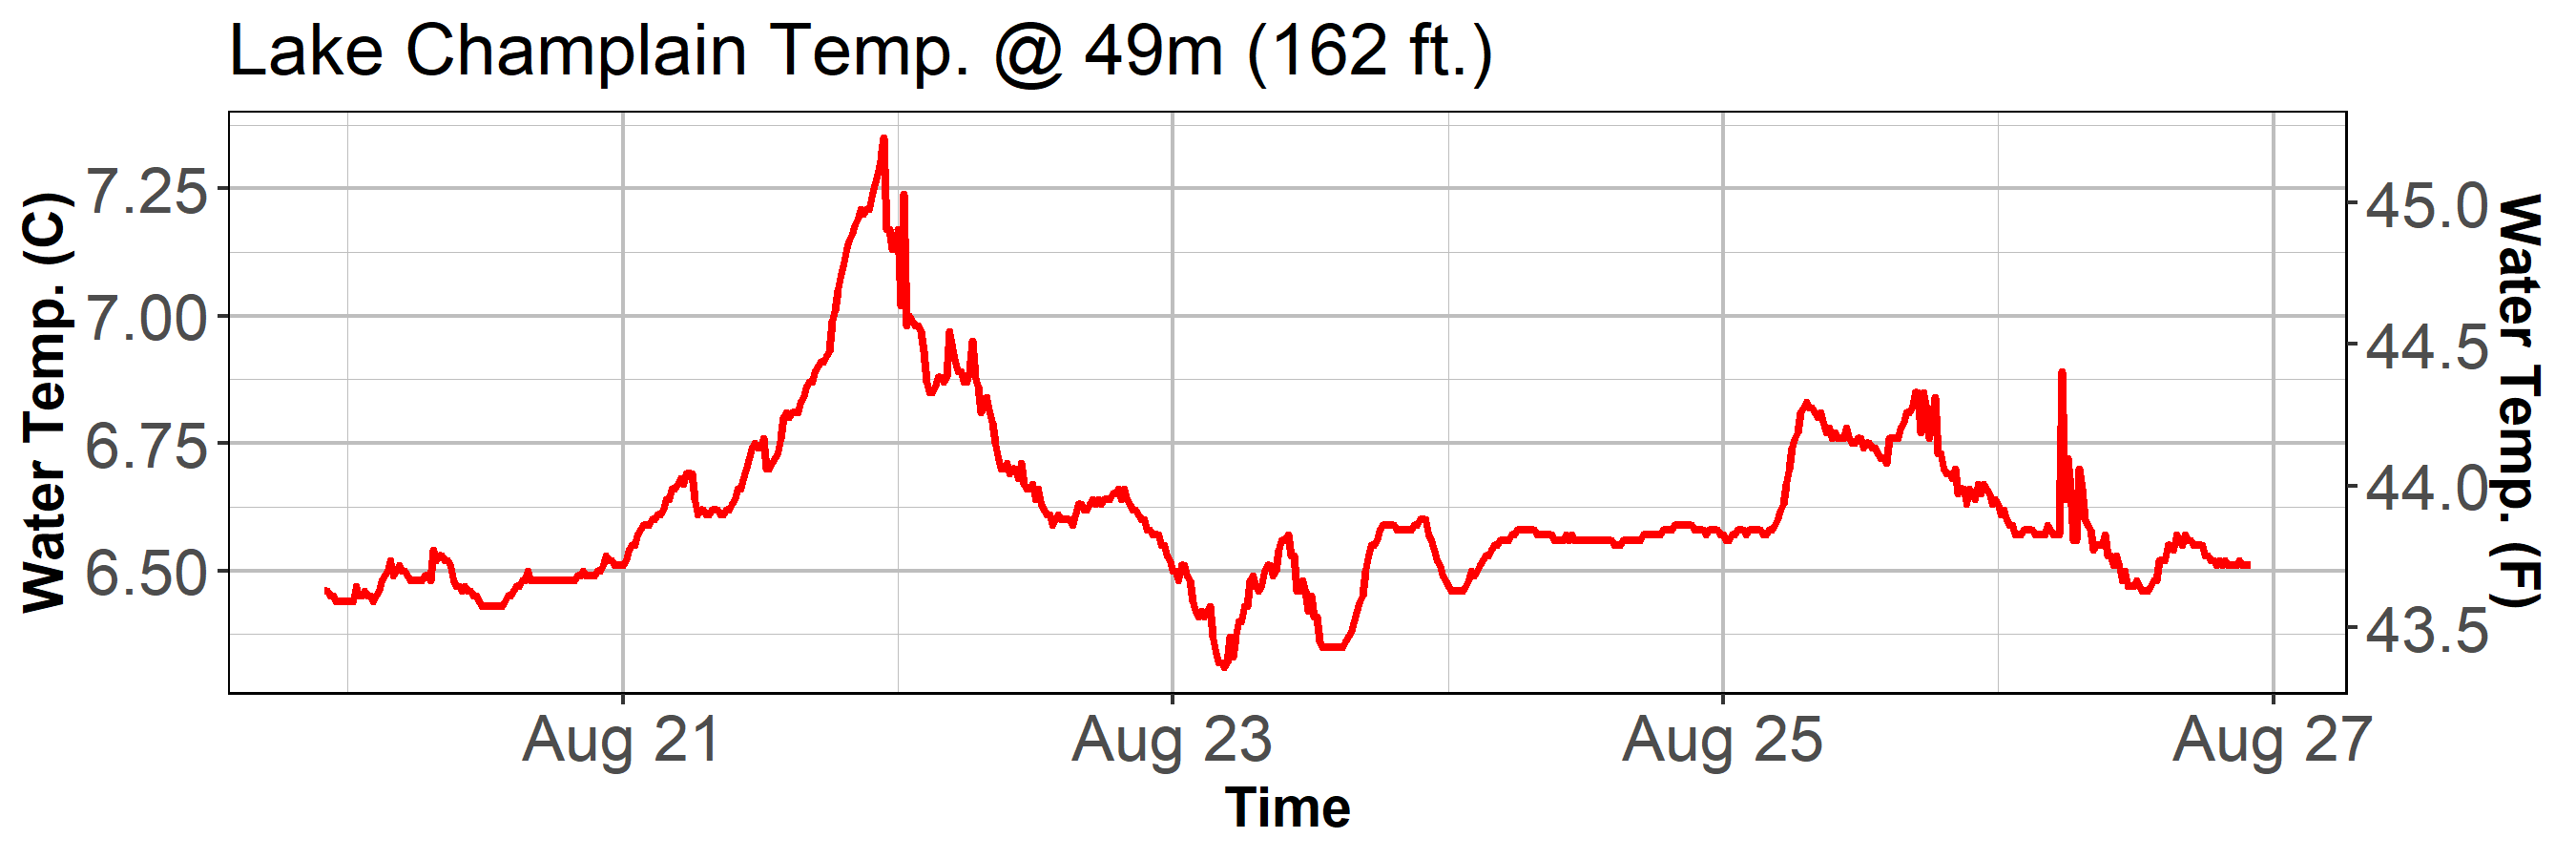 Lake Champlain Temp. @ 49m (162 ft.)
Water Temp. (C)
7.25
7.00
6.75
6.50
45.0
44.5
44.0
43.5
Water Temp. (F)
Aug 21
Aug 23
Aug 25
Aug 27
Time